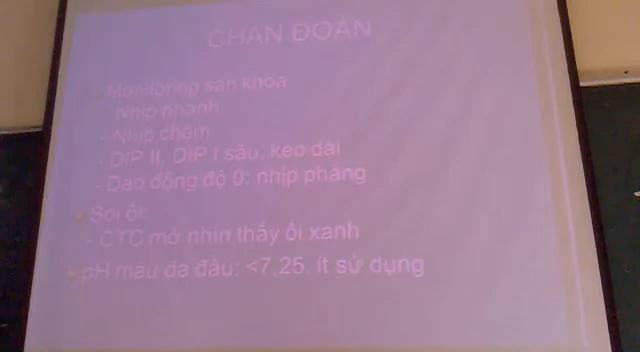 CHẨN ĐOÁN
Monitoring sản khoa
- Nhịp nhanh
- Nhịp chậm
- DIP II, DIP I sâu, kéo dài
- Dao động độ 0: nhịp phẳng
Soi ối:
- CTC mở nhìn thấy ối xanh
pH máu da đầu: <7,25. ít sử dụng